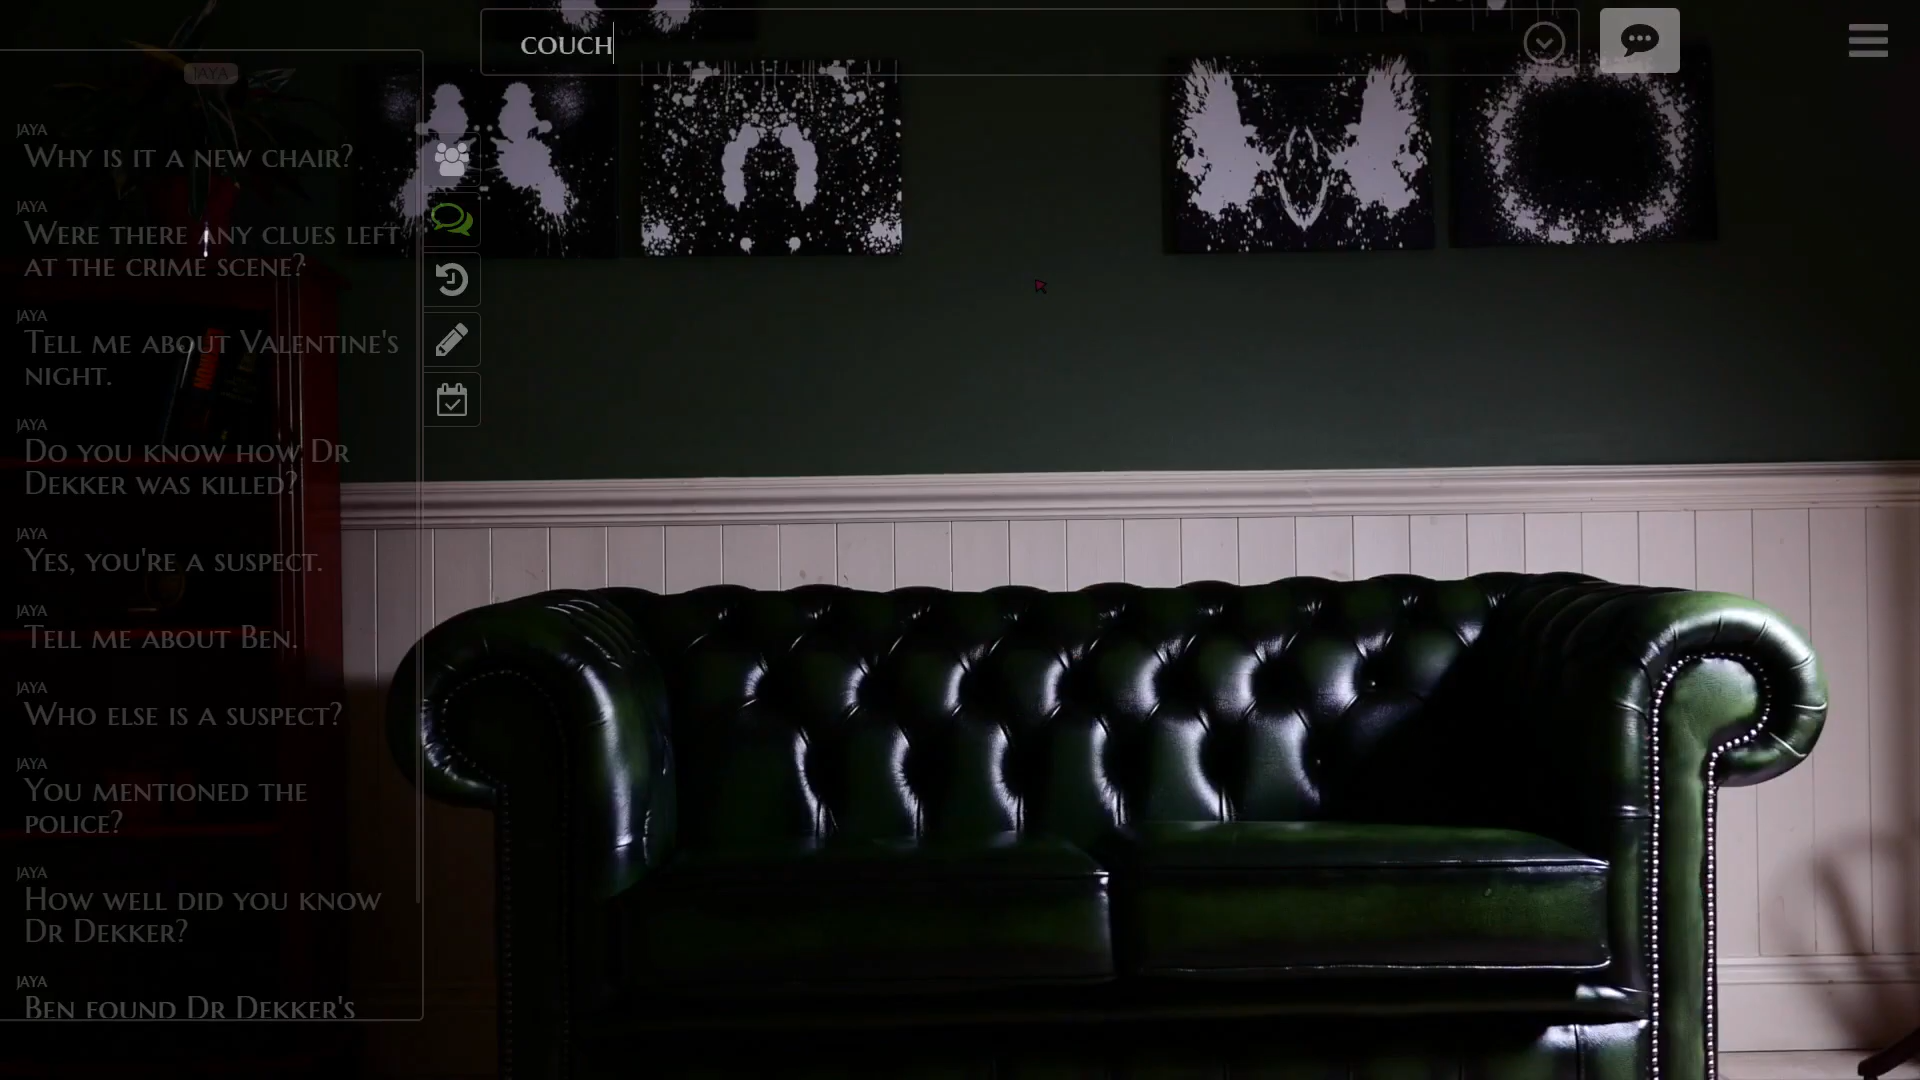 COUCH
JAYA
JAYA
WHY IS IT A NEW CHAIR?
JAYA
WERE THERE ANY CLUES LEFT
AT THE CRIME SCENE?
JAYA
TELL ME ABOUT VALENTINE'S
NIGHT.
JAYA
DO YOU KNOW HOW DR
DEKKER WAS KILLED?
JAYA
YES, YOU'RE A SUSPECT.
JAYA
TELL ME ABOUT BEN.
JAYA
WHO ELSE IS A SUSPECT?
JAYA
YOU MENTIONED THE
POLICE?
JAYA
HOW WELL DID YOU KNOW
DR DEKKER?
JAYA
BEN FOUND DR DEKKER'S